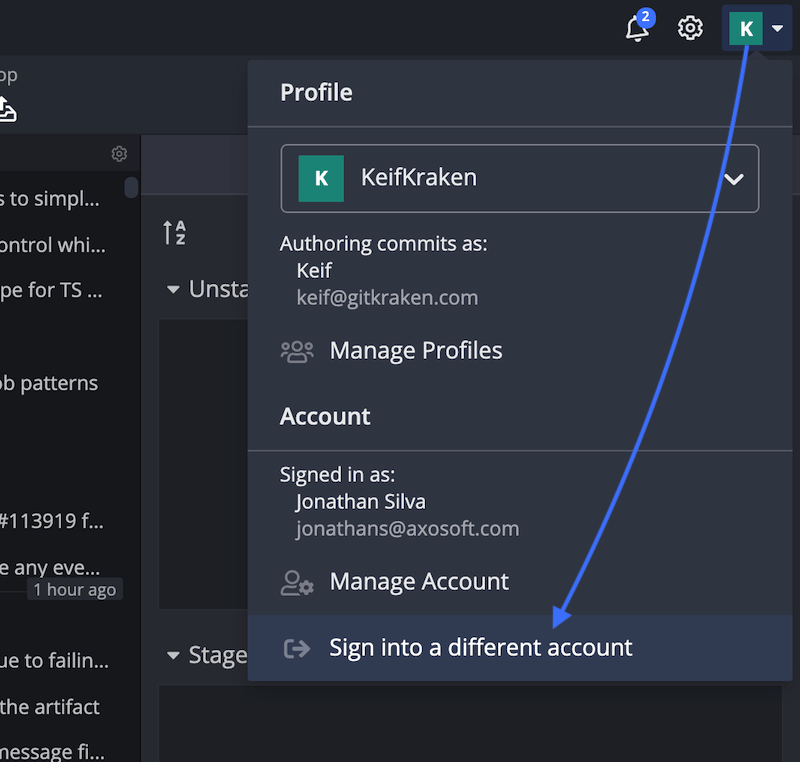 2
K
op
Profile
K
KeifKraken
s to simpl...
ontrol whi...
pe for TS ...
A
Z
Unsta
Authoring commits as:
Keif
keif@gitkraken.com
Manage Profiles
ob patterns
Account
Signed in as:
Jonathan Silva
jonathans@axosoft.com
#113919 f...
e any eve...
1 hour ago
Manage Account
Sign into a different account
Stage
ue to failin...
the artifact
message fi...